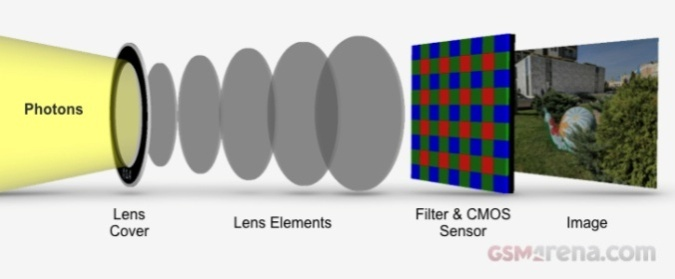 Photons
Lens
Cover
Lens Elements
Filter & CMOS
Sensor
Image
GSMarena.com